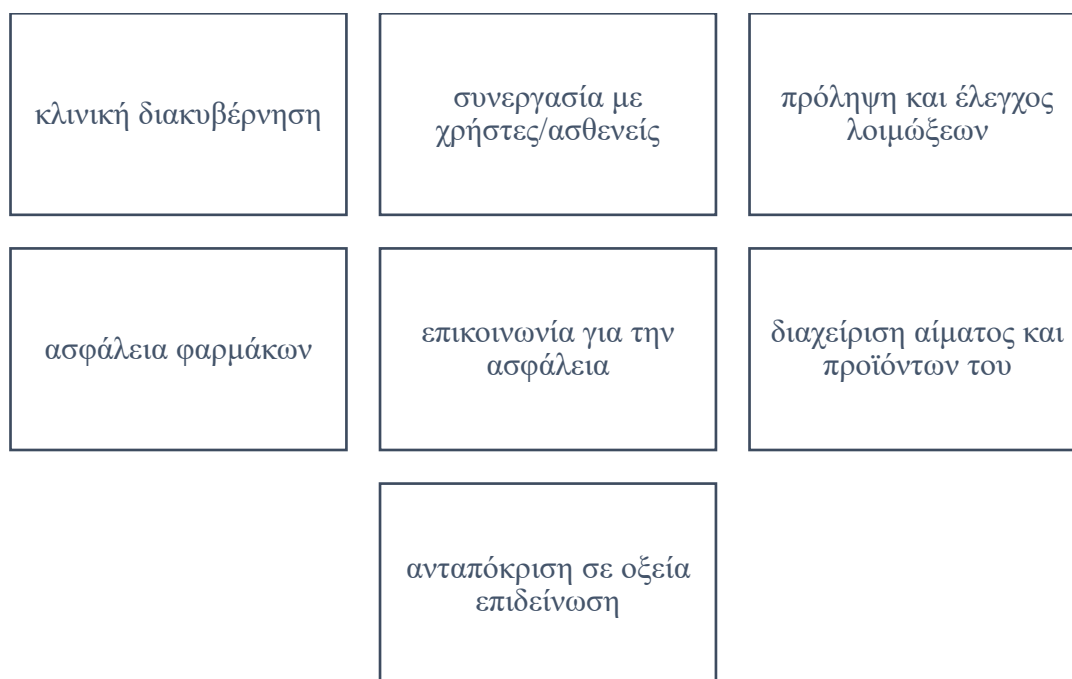 κλινική διακυβέρνηση
συνεργασία με
χρήστες/ασθενείς
πρόληψη και έλεγχος
λοιμώξεων
ασφάλεια φαρμάκων
επικοινωνία για την
ασφάλεια
διαχείριση αίματος και
προϊόντων του
ανταπόκριση σε οξεία
επιδείνωση